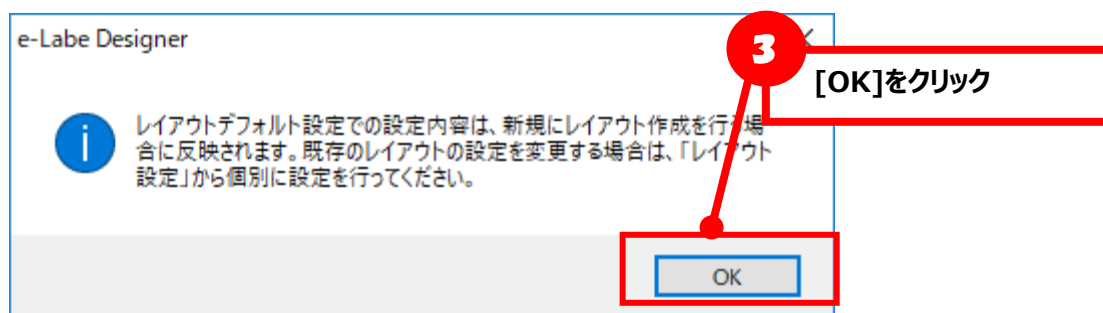 e-Labe Designer
3
[OK]をクリック
レイアウトデフォルト設定での設定内容は、新規にレイアウト作成を行う場
合に反映されます。既存のレイアウトの設定を変更する場合は、「レイアウト
設定」から個別に設定を行ってください。
OK